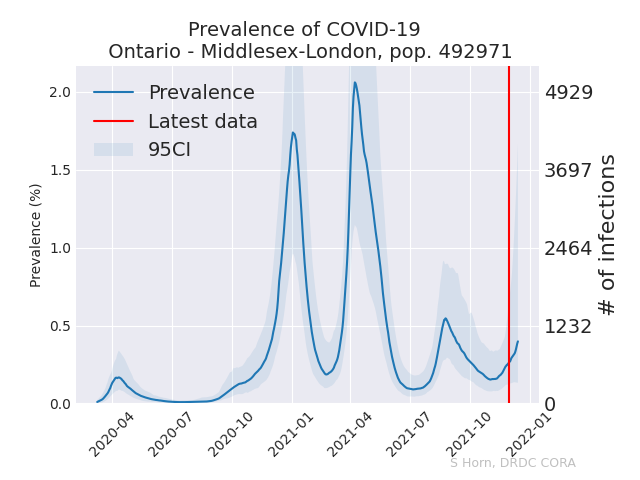 Prevalence of COVID-19
Ontario - Middlesex-London, pop. 492971
Prevalence
Latest data
95CI
Prevalence (%)
2.0
1.5
1.0
0.5
0.0
4929
3697
2464
1232
0
# of infections
2020-04
2020-07
2020-10
2021-01
2021-04
2021-07
2021-10
2022-01
S Horn, DRDC CORA